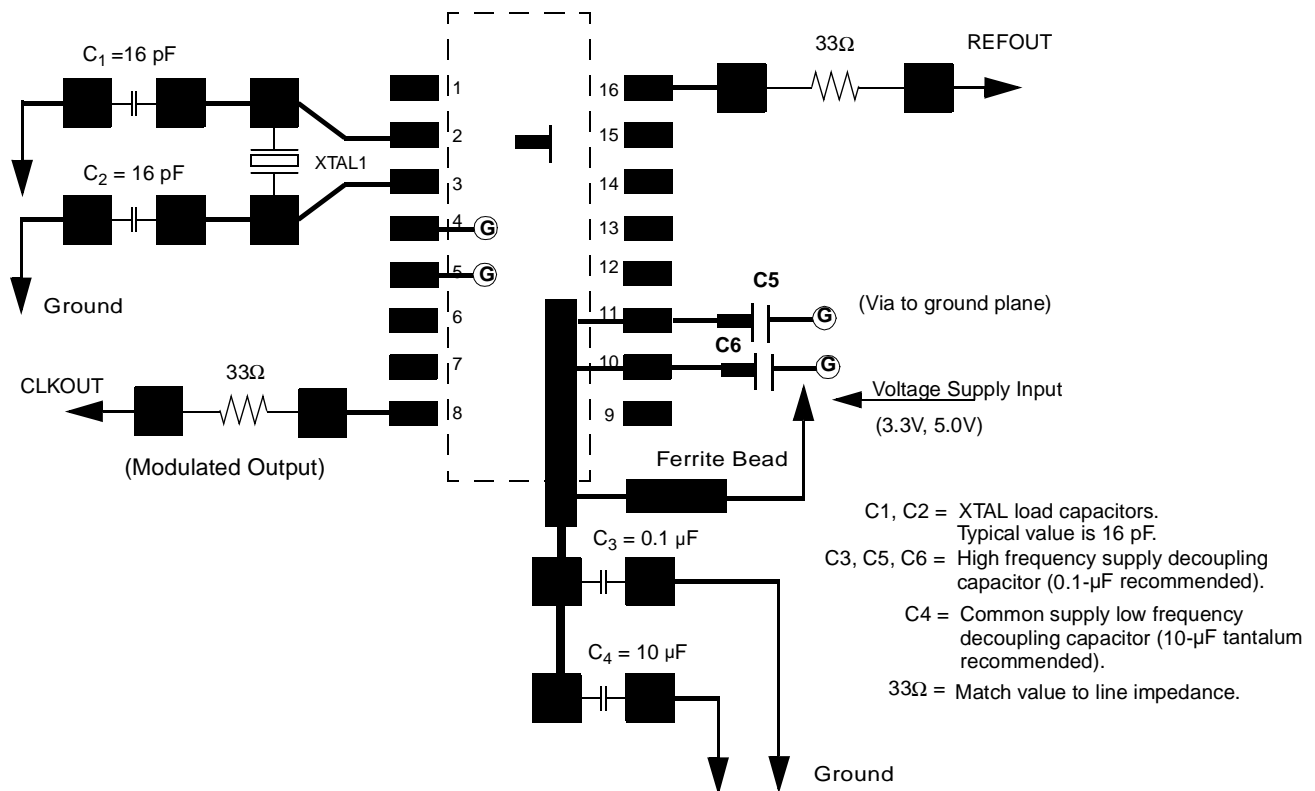 C1 =16 pF
33Ω
REFOUT
1
16
2
15
XTAL1
C2 = 16 pF
3
14
4
G
13
5
G
12
Ground
C5
6
11
G
(Via to ground plane)
C6
7
10
G
CLKOUT
33Ω
8
9
Voltage Supply Input
(3.3V, 5.0V)
(Modulated Output)
Ferrite Bead
C3 = 0.1 µF
C4 = 10 µF
Ground
C1, C2 = XTAL load capacitors.
Typical value is 16 pF.
C3, C5, C6 = High frequency supply decoupling
capacitor (0.1-µF recommended).
C4 = Common supply low frequency
decoupling capacitor (10-µF tantalum
recommended).
33Ω = Match value to line impedance.